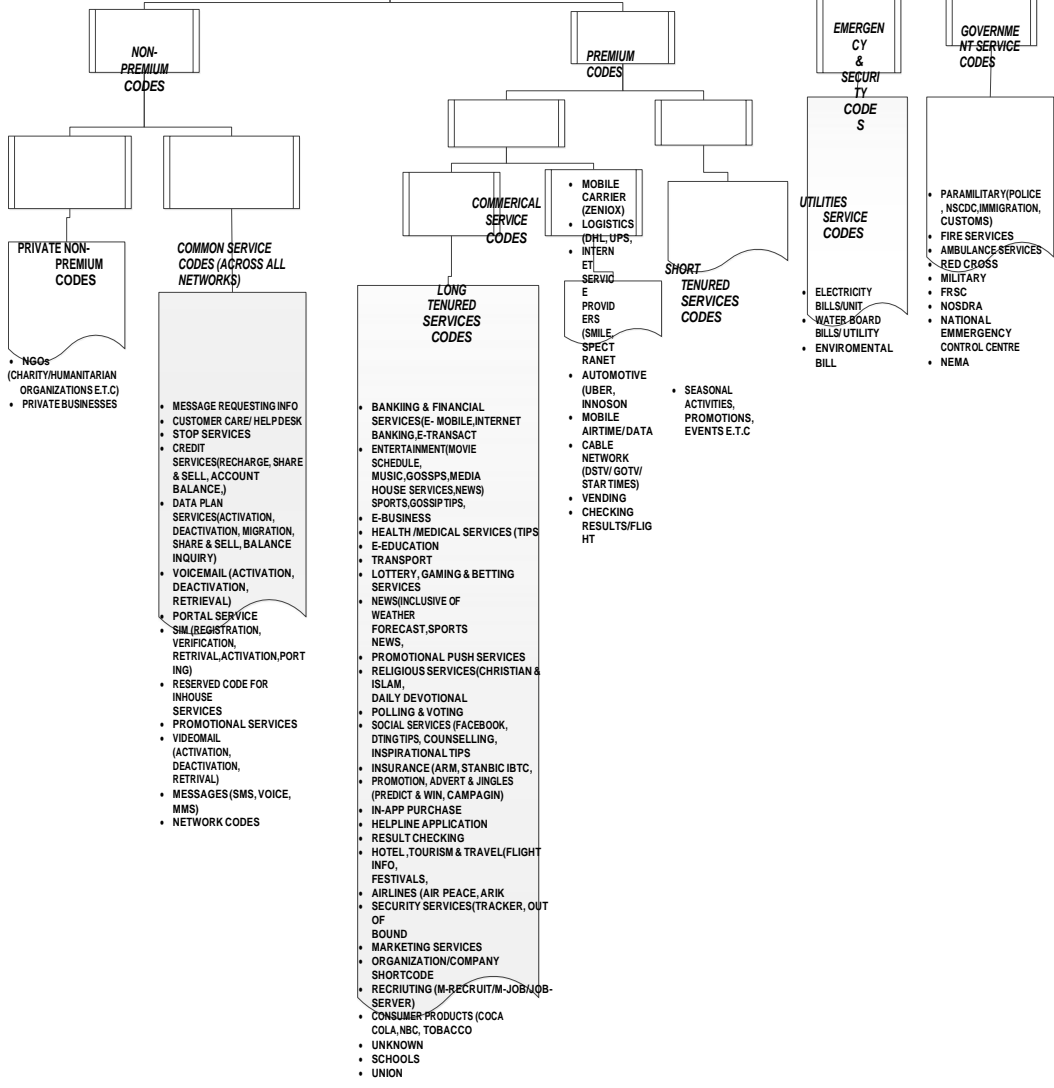 NON-
PREMIUM
CODES
PREMIUM
CODES
EMERGEN
CY
&
SECURI
TY
CODE
S
GOVERNME
NT SERVICE
CODES
PRIVATE NON-
PREMIUM
CODES
• NGOs
(CHARITY/HUMANITARIAN
ORGANIZATIONS E.T.C)
• PRIVATE BUSINESSES
COMMON SERVICE
CODES (ACROSS ALL
NETWORKS)
• MESSAGE REQUESTING INFO
• CUSTOMER CARE/ HELP DESK
• STOP SERVICES
• CREDIT
SERVICES(RECHARGE, SHARE
& SELL, ACCOUNT
BALANCE,)
• DATA PLAN
SERVICES(ACTIVATION,
DEACTIVATION, MIGRATION,
SHARE & SELL, BALANCE
INQUIRY)
• VOICEMAIL (ACTIVATION,
DEACTIVATION,
RETRIEVAL)
• PORTAL SERVICE
• SIM (REGISTRATION,
VERIFICATION,
RETRIVAL,ACTIVATION,PORT
ING)
• RESERVED CODE FOR
INHOUSE
SERVICES
• PROMOTIONAL SERVICES
• VIDEOMAIL
(ACTIVATION,
DEACTIVATION,
RETRIVAL)
• MESSAGES (SMS, VOICE,
MMS)
• NETWORK CODES
LONG
TENURED
SERVICES
CODES
• BANKIING & FINANCIAL
SERVICES(E- MOBILE,INTERNET
BANKING,E-TRANSACT
• ENTERTAINMENT(MOVIE
SCHEDULE,
MUSIC,GOSSPS,MEDIA
HOUSE SERVICES,NEWS)
SPORTS,GOSSIP TIPS,
• E-BUSINESS
• HEALTH /MEDICAL SERVICES (TIPS
• E-EDUCATION
• TRANSPORT
• LOTTERY, GAMING & BETTING
SERVICES
• NEWS(INCLUSIVE OF
WEATHER
FORECAST,SPORTS
NEWS,
• PROMOTIONAL PUSH SERVICES
• RELIGIOUS SERVICES(CHRISTIAN &
ISLAM,
DAILY DEVOTIONAL
• POLLING & VOTING
• SOCIAL SERVICES (FACEBOOK,
DTING TIPS, COUNSELLING,
INSPIRATIONAL TIPS
• INSURANCE (ARM, STANBIC IBTC,
• PROMOTION, ADVERT & JINGLES
(PREDICT & WIN, CAMPAGIN)
• IN-APP PURCHASE
• HELPLINE APPLICATION
• RESULT CHECKING
• HOTEL ,TOURISM & TRAVEL(FLIGHT
INFO,
FESTIVALS,
• AIRLINES (AIR PEACE, ARIK
• SECURITY SERVICES(TRACKER, OUT
OF
BOUND
• MARKETING SERVICES
• ORGANIZATION/COMPANY
SHORTCODE
• RECRIUTING (M-RECRUIT/M-JOB/JOB-
SERVER)
• CONSUMER PRODUCTS (COCA
COLA,NBC, TOBACCO
• UNKNOWN
• SCHOOLS
• UNION
COMMERICAL
SERVICE
CODES
• MOBILE
CARRIER
(ZENIOX)
• LOGISTICS
(DHL, UPS,
• INTERN
ET
SERVIC
E
PROVID
ERS
(SMILE,
SPECT
RANET
• AUTOMOTIVE
(UBER,
INNOSON
• MOBILE
AIRTIME/ DATA
• CABLE
NETWORK
(DSTV/ GOTV/
STAR TIMES)
• VENDING
• CHECKING
RESULTS/FLIG
HT
SHORT
TENURED
SERVICES
CODES
• SEASONAL
ACTIVITIES,
PROMOTIONS,
EVENTS E.T.C
UTILITIES
SERVICE
CODES
• ELECTRICITY
BILLS/UNIT
• WATER BOARD
BILLS/ UTILITY
• ENVIROMENTAL
BILL
• PARAMILITARY(POLICE
, NSCDC,IMMIGRATION,
CUSTOMS)
• FIRE SERVICES
• AMBULANCE SERVICES
• RED CROSS
• MILITARY
• FRSC
• NOSDRA
• NATIONAL
EMMERGENCY
CONTROL CENTRE
• NEMA